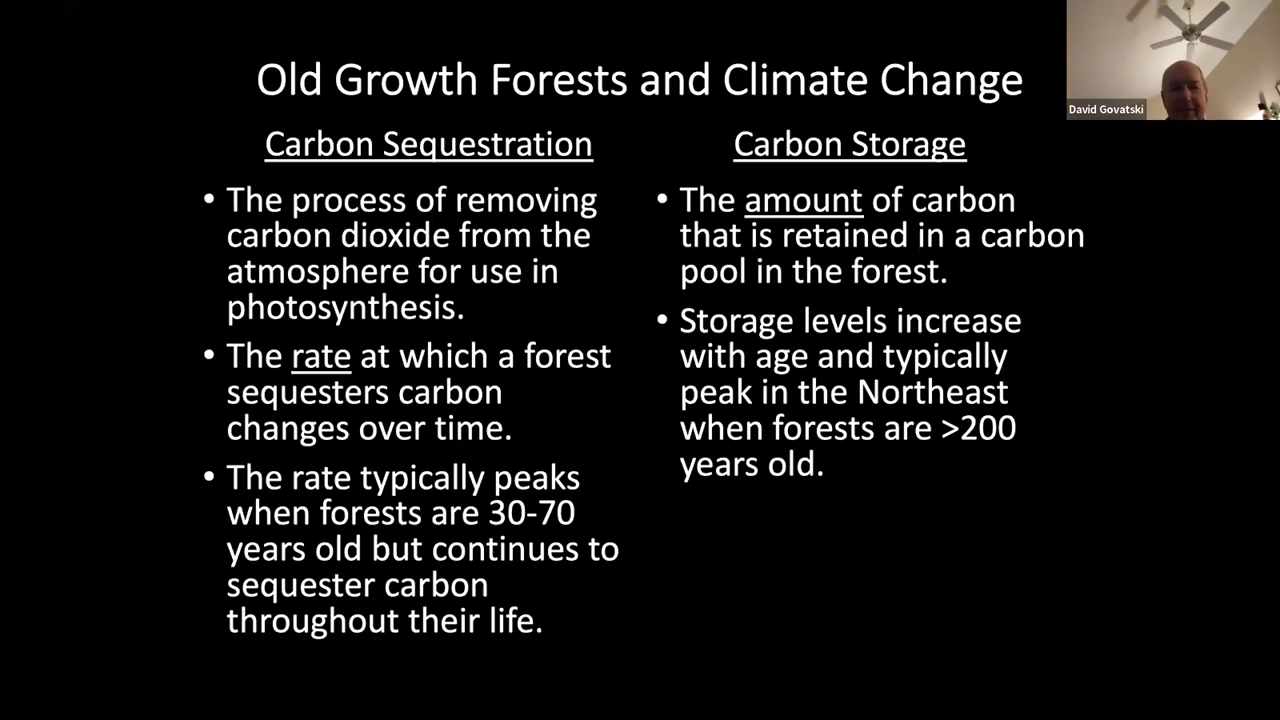 Old Growth Forests and Climate Change
David Govatski
Carbon Sequestration
• The process of removing
carbon dioxide from the
atmosphere for use in
photosynthesis.
• The rate at which a forest
sequesters carbon
changes over time.
• The rate typically peaks
when forests are 30-70
years old but continues to
sequester carbon
throughout their life.
Carbon Storage
• The amount of carbon
that is retained in a carbon
pool in the forest.
• Storage levels increase
with age and typically
peak in the Northeast
when forests are >200
years old.